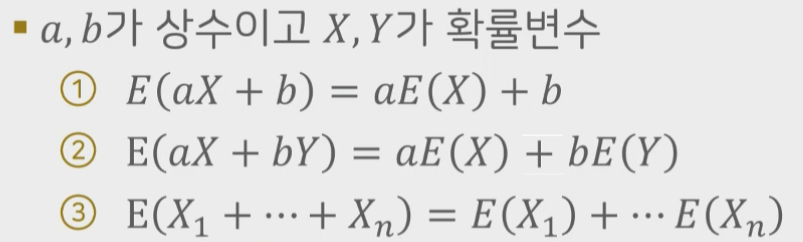 ▪ a, b가 상수이고 X, Y가 확률변수
① E(aX + b) = aE(X) + b
② E(aX + bY) = aE(X) + bE(Y)
③ E(X₁ + ⋯ + Xₙ) = E(X₁) + ⋯ E(Xₙ)